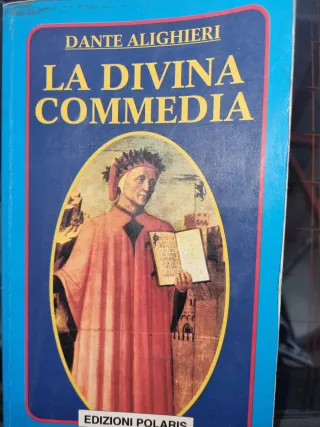 DANTE ALIGHIERI
LA DIVINA
COMMEDIA
EDIZIONI POLARIS